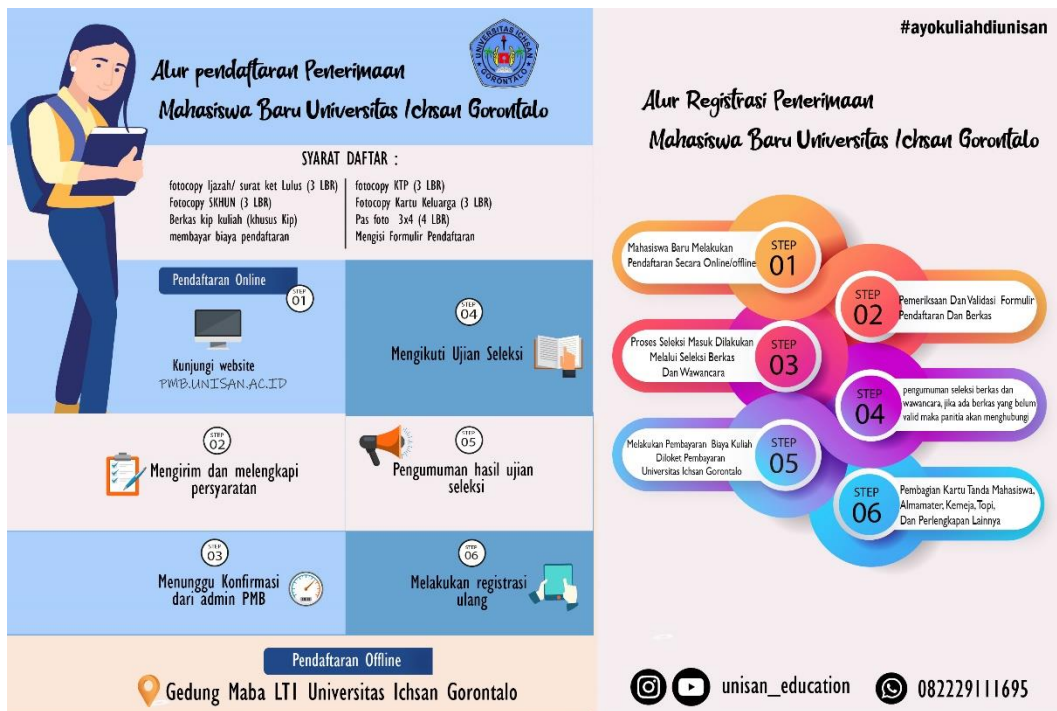 UNIVERSITAS ICHSAN
GORONTALO
Alur pendaftaran Penerimaan
Mahasiswa Baru Universitas Ichsan Gorontalo
SYARAT DAFTAR :
fotocopy Ijazah/ surat ket Lulus (3 LBR)
Fotocopy SKHUN (3 LBR)
Berkas kip kuliah (khusus Kip)
membayar biaya pendaftaran
fotocopy KTP (3 LBR)
Fotocopy Kartu Keluarga (3 LBR)
Pas foto 3x4 (4 LBR)
Mengisi Formulir Pendaftaran
Pendaftaran Online
STEP
01
Kunjungi website
PMB.UNISAN.AC.ID
STEP
02
Mengirim dan melengkapi
persyaratan
STEP
03
Menunggu Konfirmasi
dari admin PMB
STEP
04
Mengikuti Ujian Seleksi
STEP
05
Pengumuman hasil ujian
seleksi
STEP
06
Melakukan registrasi
ulang
Pendaftaran Offline
Gedung Maba LTI Universitas Ichsan Gorontalo
#ayokuliahdiunisan
Alur Registrasi Penerimaan
Mahasiswa Baru Universitas Ichsan Gorontalo
Mahasiswa Baru Melakukan
Pendaftaran Secara Online/offline
STEP
01
STEP
02
Pemeriksaan Dan Validasi Formulir
Pendaftaran Dan Berkas
Proses Seleksi Masuk Dilakukan
Melalui Seleksi Berkas
Dan Wawancara
STEP
03
STEP
04
pengumuman seleksi berkas dan
wawancara, jika ada berkas yang belum
valid maka panitia akan menghubungi
Melakukan Pembayaran Biaya Kuliah
Diloket Pembayaran
Universitas Ichsan Gorontalo
STEP
05
STEP
06
Pembagian Kartu Tanda Mahasiswa,
Almamater, Kemeja, Topi,
Dan Perlengkapan Lainnya
unisan_education
082229111695